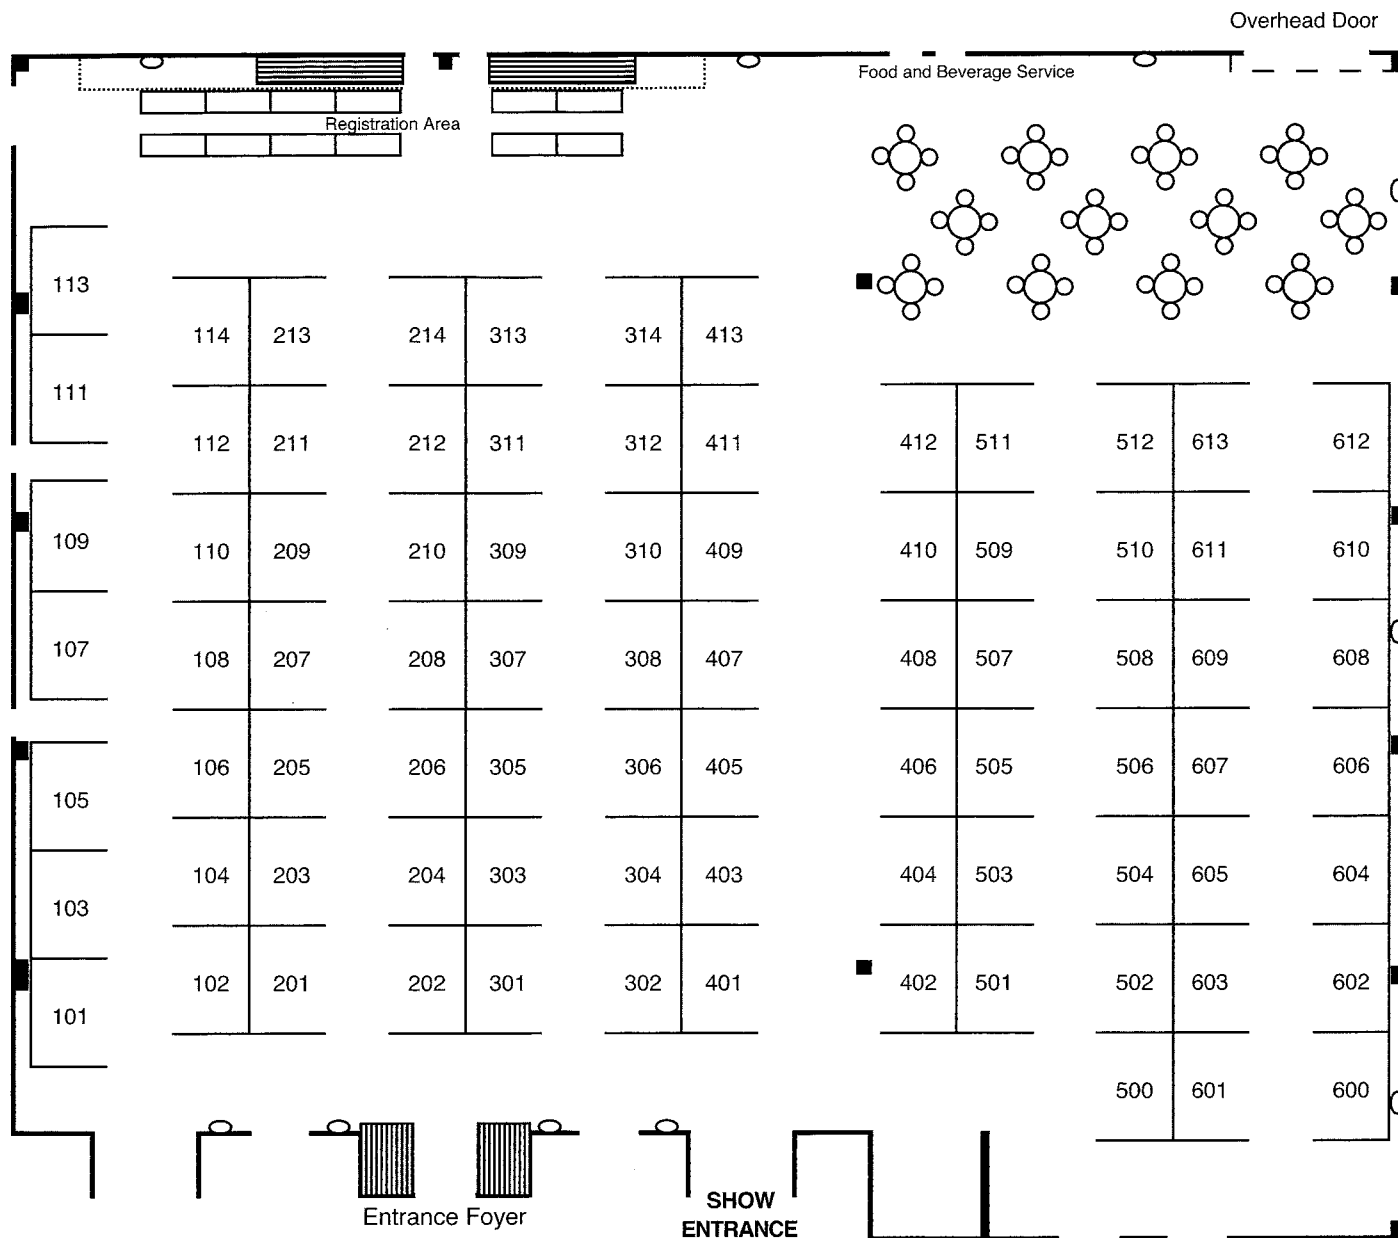 Overhead Door
Food and Beverage Service
Registration Area
113
114 213 214 313 314 413
111
112 211 212 311 312 411 412 511 512 613 612
109
110 209 210 309 310 409 410 509 510 611 610
107
108 207 208 307 308 407 408 507 508 609 608
106 205 206 305 306 405 406 505 506 607 606
105
104 203 204 303 304 403 404 503 504 605 604
103
102 201 202 301 302 401 402 501 502 603 602
101
500 601 600
SHOW
ENTRANCE
Entrance Foyer